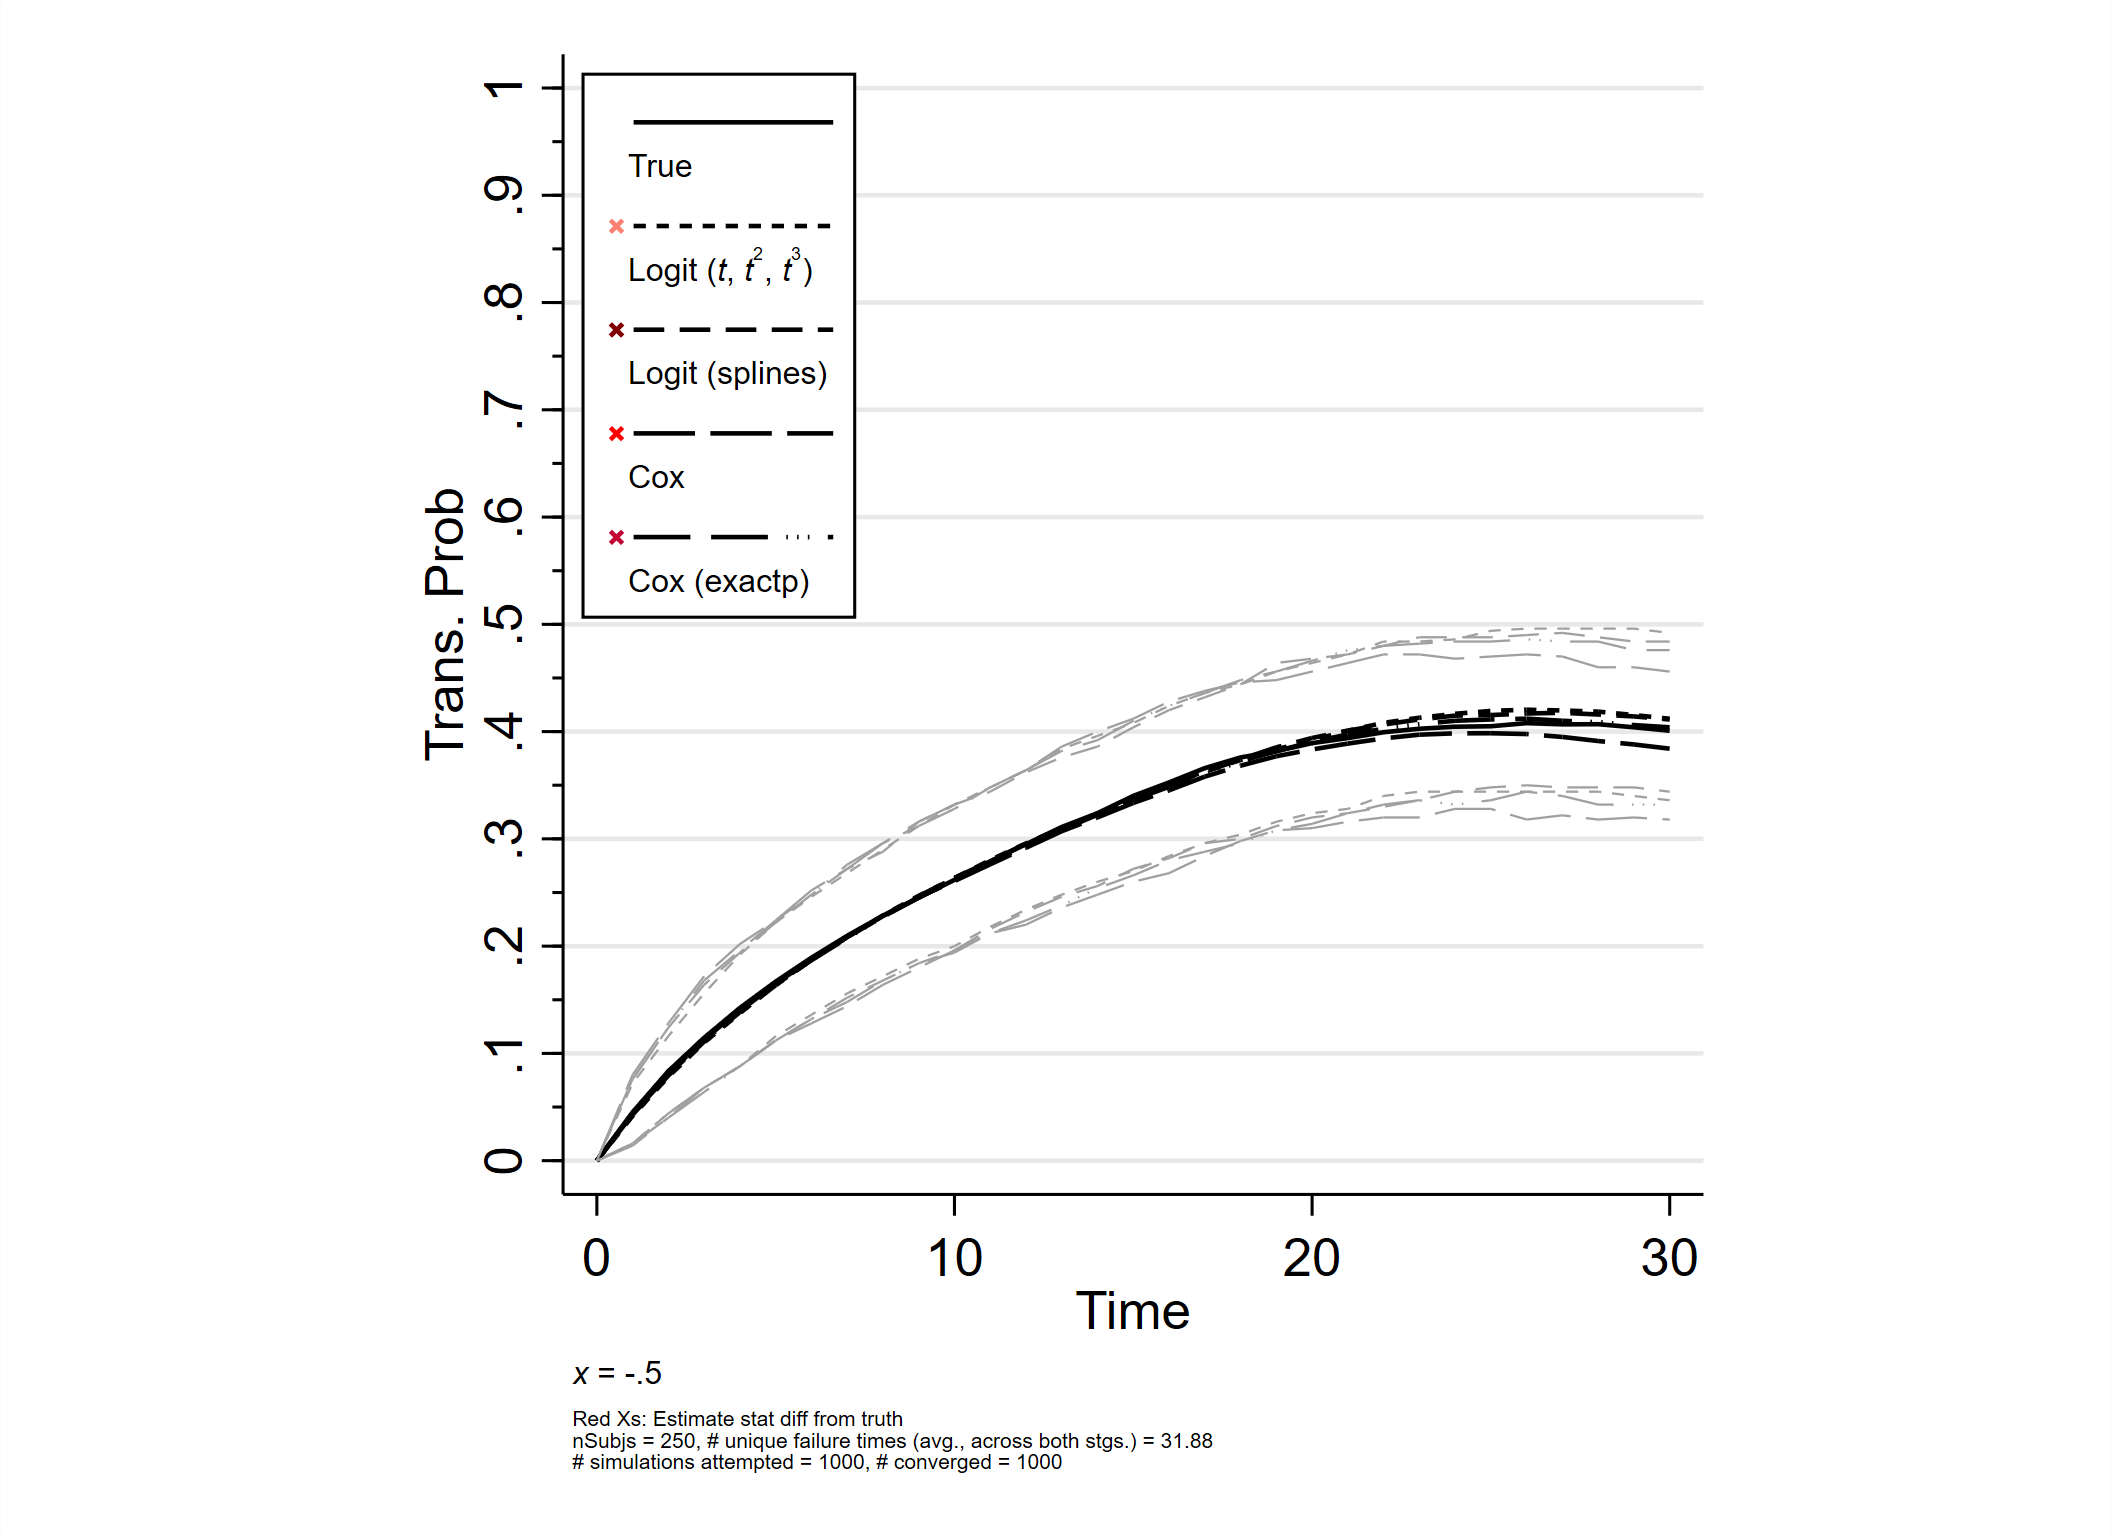 True
Logit (t, t², t³)
Logit (splines)
Cox
Cox (exactp)
Trans. Prob
1
.9
.8
.7
.6
.5
.4
.3
.2
.1
0
0 10 20 30
Time
x = -.5
Red Xs: Estimate stat diff from truth
nSubjs = 250, # unique failure times (avg., across both stgs.) = 31.88
# simulations attempted = 1000, # converged = 1000